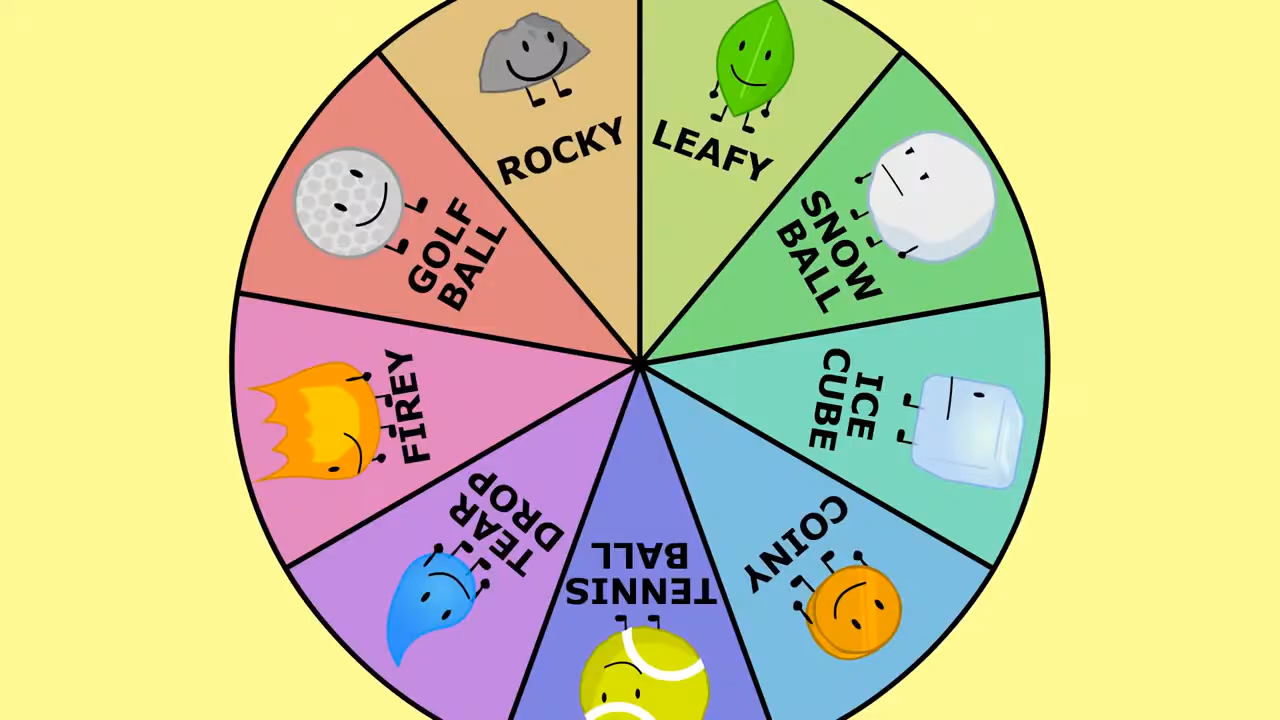 ROCKY
LEAFY
SNOW
BALL
ICE
CUBE
COINY
TENNIS
BALL
TEAR
DROP
FIREY
GOLF
BALL